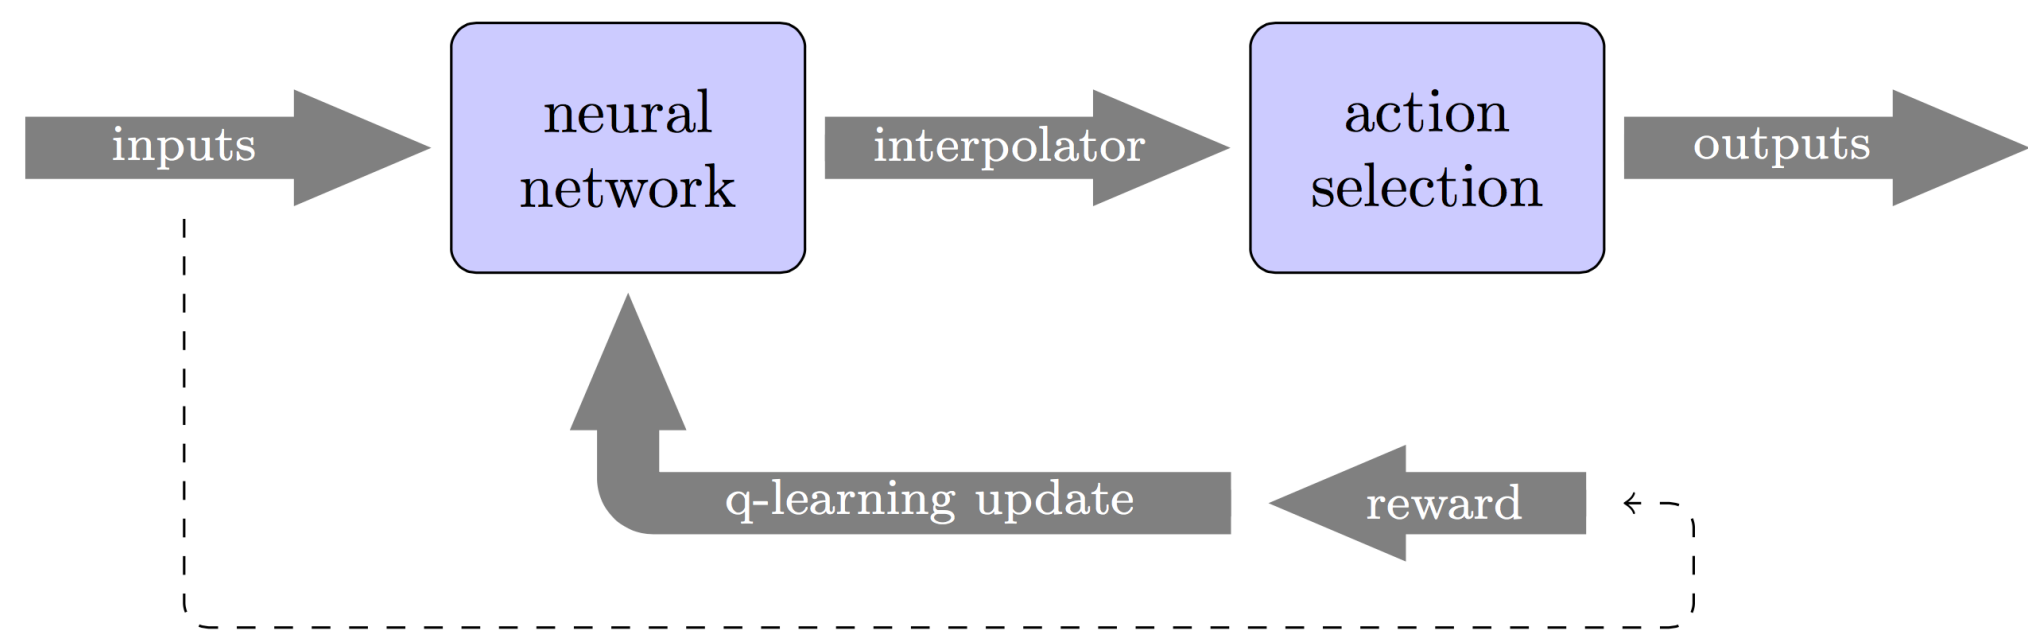 inputs
neural
network
interpolator
action
selection
outputs
q-learning update
reward